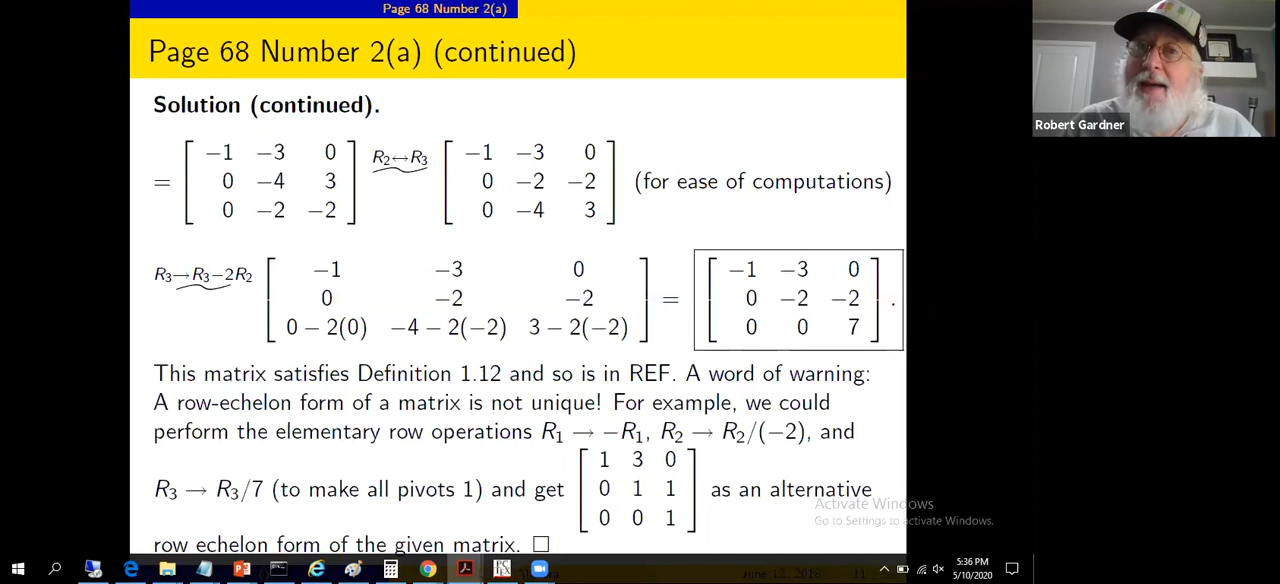 Page 68 Number 2(a)
Page 68 Number 2(a) (continued)
Robert Gardner
Solution (continued).
= [ −1 −3 0 R2↔R3 [ −1 −3 0
0 −4 3 0 −2 −2 (for ease of computations)
0 −2 −2 ] 0 −4 3 ]
R3→R3−2R2 [ −1 −3 0 ] = [ −1 −3 0
0 −2 −2 0 −2 −2 ] .
0 − 2(0) −4 − 2(−2) 3 − 2(−2) 0 0 7
This matrix satisfies Definition 1.12 and so is in REF. A word of warning:
A row-echelon form of a matrix is not unique! For example, we could
perform the elementary row operations R1 → −R1, R2 → R2/(−2), and
R3 → R3/7 (to make all pivots 1) and get [ 1 3 0
0 1 1
0 0 1 ] as an alternative
row echelon form of the given matrix. □
Activate Windows
Go to Settings to activate Windows.
5:36 PM
5/10/2020